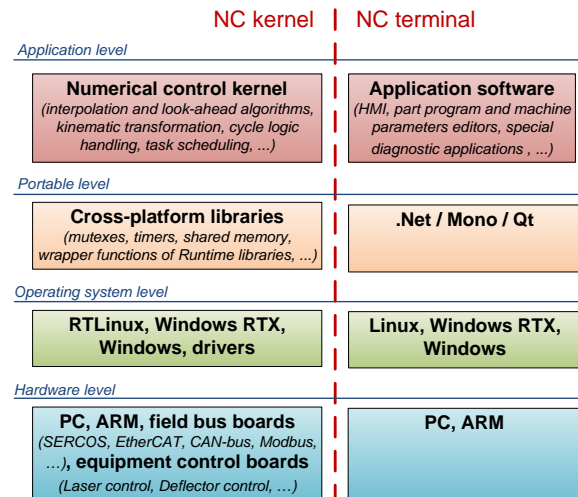 NC kernel
NC terminal
Application level
Numerical control kernel
(interpolation and look-ahead algorithms,
kinematic transformation, cycle logic
handling, task scheduling, ...)
Application software
(HMI, part program and machine
parameters editors, special
diagnostic applications , ...)
Portable level
Cross-platform libraries
(mutexes, timers, shared memory,
wrapper functions of Runtime libraries, ...)
.Net / Mono / Qt
Operating system level
RTLinux, Windows RTX,
Windows, drivers
Linux, Windows RTX,
Windows
Hardware level
PC, ARM, field bus boards
(SERCOS, EtherCAT, CAN-bus, Modbus,
...), equipment control boards
(Laser control, Deflector control, ...)
PC, ARM